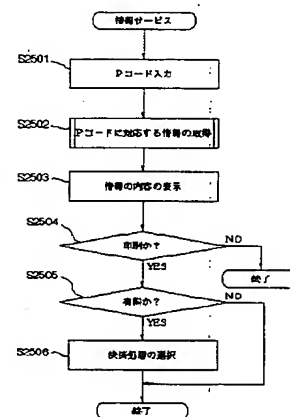 情報サービス
S2501
Pコード入力
S2502
Pコードに対応する情報の取得
S2503
情報の内容の表示
S2504
印刷か？
NO
YES
終了
S2505
有料か？
NO
YES
S2506
決済処理の選択
終了